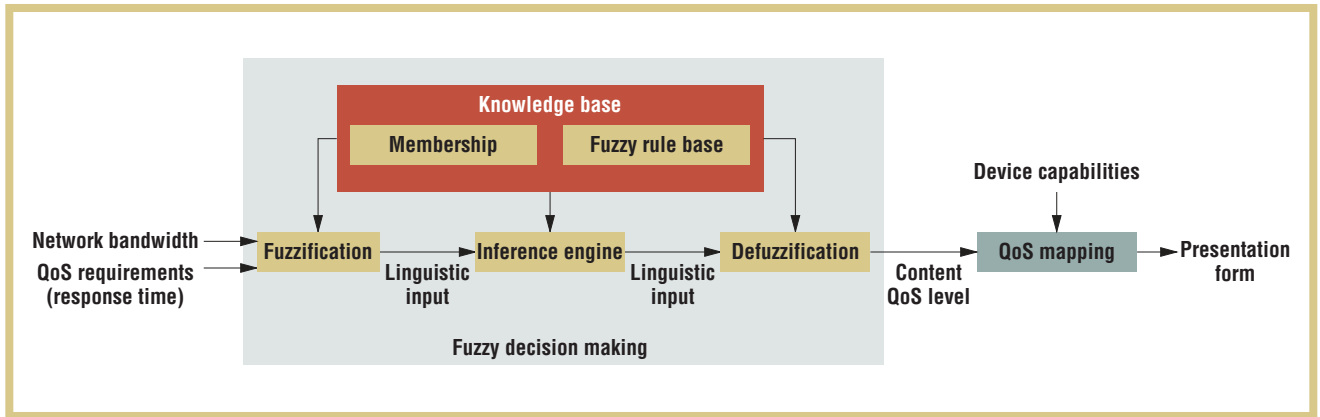 Knowledge base
Membership
Fuzzy rule base
Device capabilities
Network bandwidth
QoS requirements
(response time)
Fuzzification
Linguistic
input
Inference engine
Linguistic
input
Defuzzification
Content
QoS level
QoS mapping
Presentation
form
Fuzzy decision making